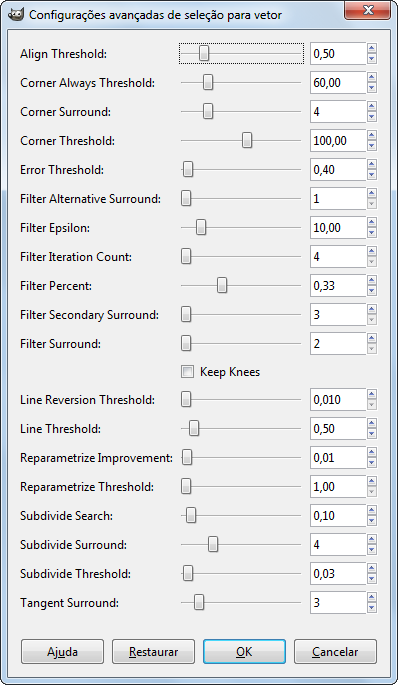 Configurações avançadas de seleção para vetor
Align Threshold: 0,50
Corner Always Threshold: 60,00
Corner Surround: 4
Corner Threshold: 100,00
Error Threshold: 0,40
Filter Alternative Surround: 1
Filter Epsilon: 10,00
Filter Iteration Count: 4
Filter Percent: 0,33
Filter Secondary Surround: 3
Filter Surround: 2
Keep Knees
Line Reversion Threshold: 0,010
Line Threshold: 0,50
Reparametrize Improvement: 0,01
Reparametrize Threshold: 1,00
Subdivide Search: 0,10
Subdivide Surround: 4
Subdivide Threshold: 0,03
Tangent Surround: 3
Ajuda Restaurar OK Cancelar